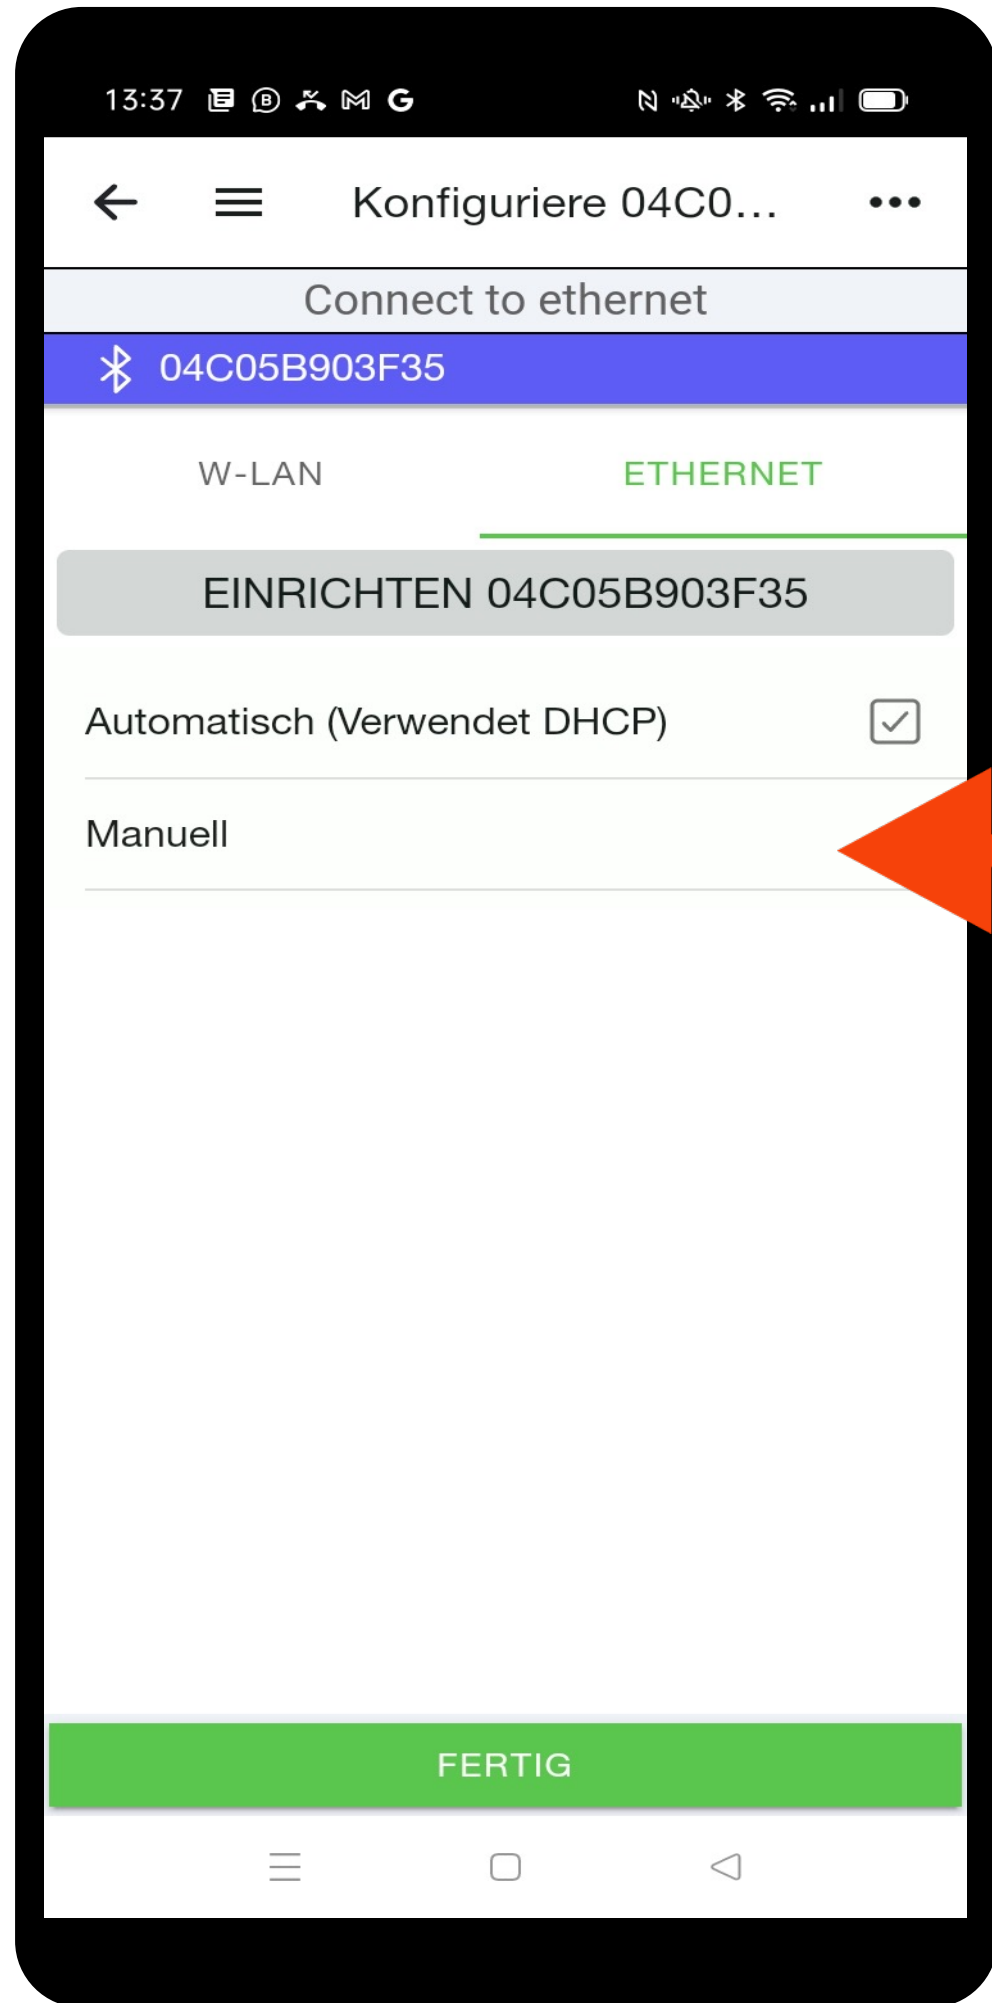 13:37
Konfiguriere 04C0...
Connect to ethernet
04C05B903F35
W-LAN
ETHERNET
EINRICHTEN 04C05B903F35
Automatisch (Verwendet DHCP)
Manuell
FERTIG